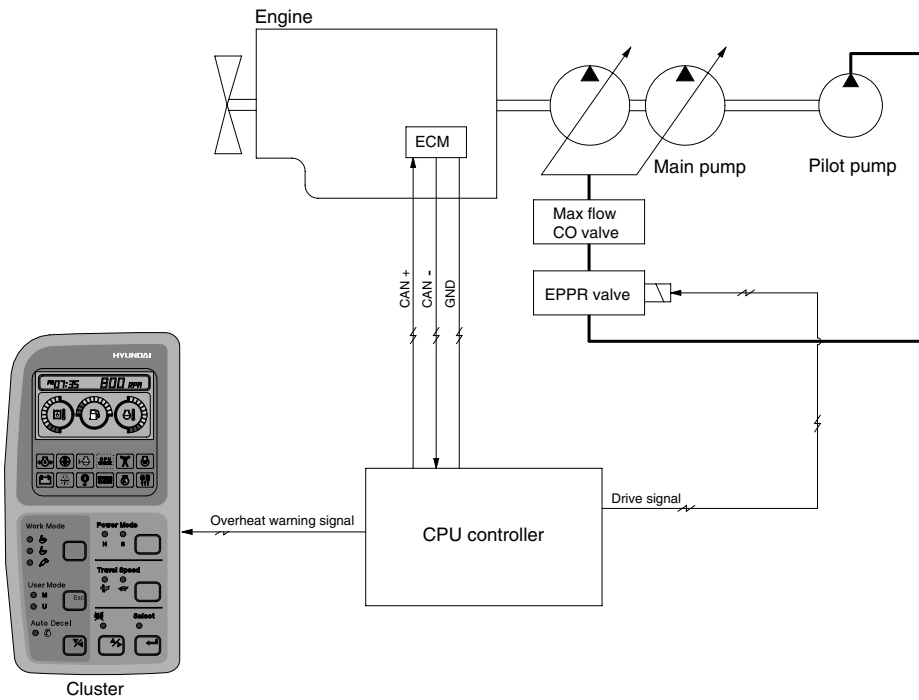 Engine
ECM
Main pump
Pilot pump
Max flow
CO valve
EPPR valve
CAN +
CAN -
GND
HYUNDAI
07:35 800 RPM
Work Mode
Power Mode
H S
Travel Speed
User Mode
M
U
Esc
Auto Decel
Select
Overheat warning signal
CPU controller
Drive signal
Cluster